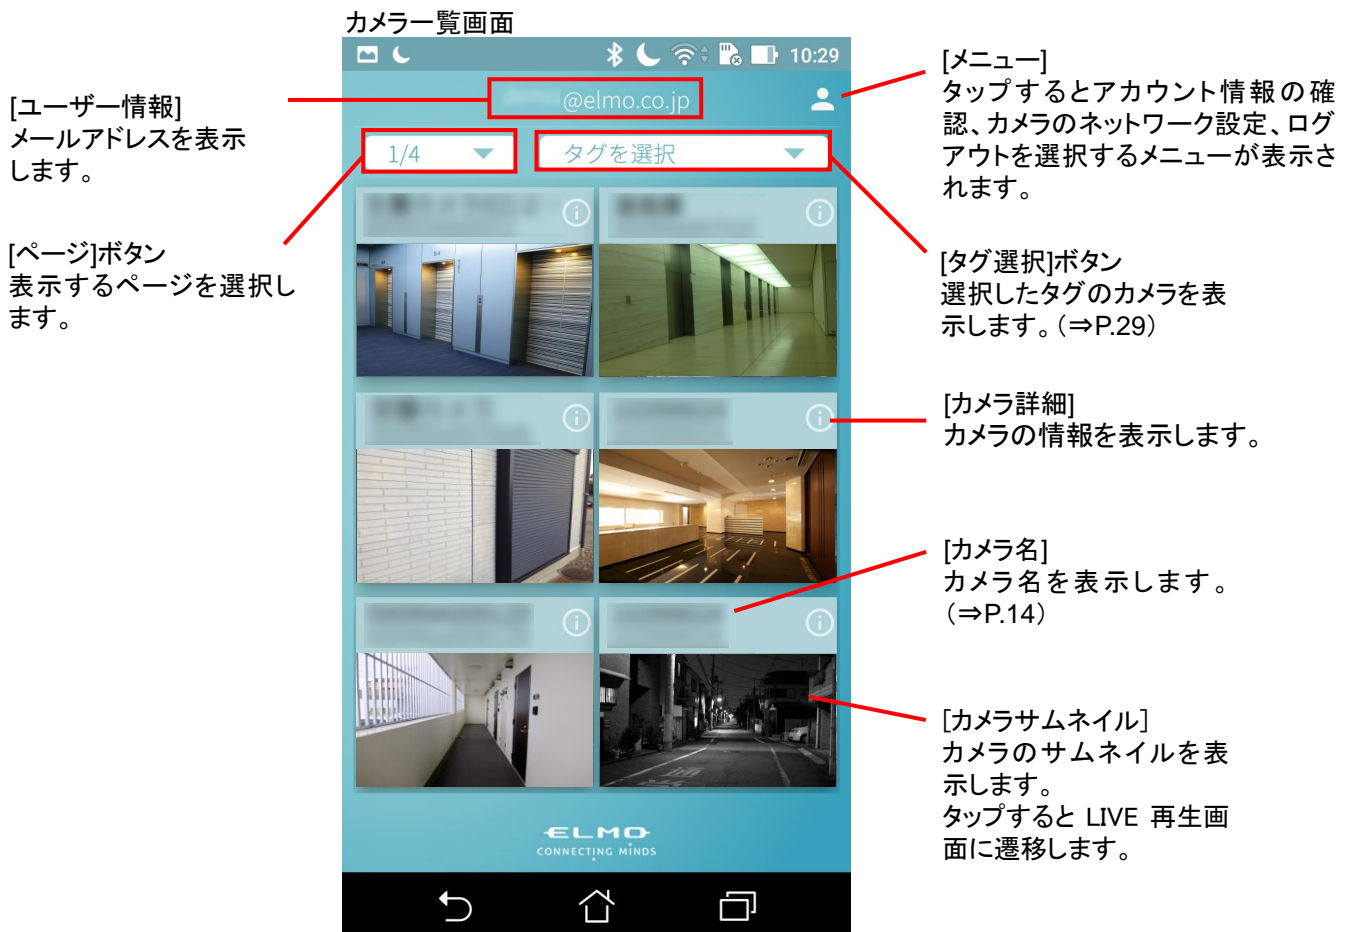 カメラ一覧画面
10:29
@elmo.co.jp
1/4
タグを選択
ELMO
CONNECTING MINDS
[ユーザー情報]
メールアドレスを表示
します。
[ページ]ボタン
表示するページを選択し
ます。
[メニュー]
タップするとアカウント情報の確
認、カメラのネットワーク設定、ログ
アウトを選択するメニューが表示さ
れます。
[タグ選択]ボタン
選択したタグのカメラを表
示します。（⇒P.29）
[カメラ詳細]
カメラの情報を表示します。
[カメラ名]
カメラ名を表示します。
（⇒P.14）
[カメラサムネイル］
カメラのサムネイルを表
示します。
タップすると LIVE 再生画
面に遷移します。